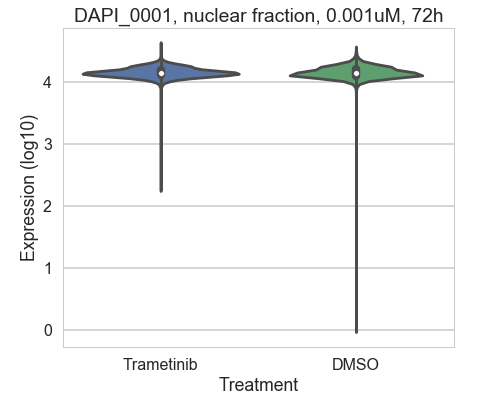 DAPI_0001, nuclear fraction, 0.001uM, 72h
Expression (log10)
4
3
2
1
0
Trametinib
DMSO
Treatment